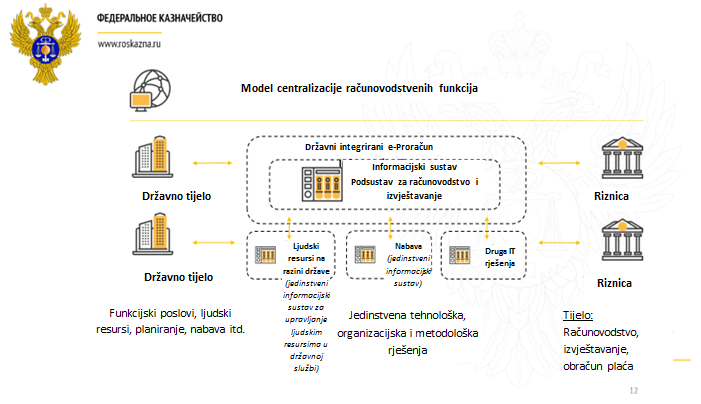 ФЕДЕРАЛЬНОЕ КАЗНАЧЕЙСТВО
www.roskazna.ru
Model centralizacije računovodstvenih funkcija
Državni integrirani e-Proračun
Informacijski sustav
Podsustav za računovodstvo i
izvještavanje
Državno tijelo
Riznica
Državno tijelo
Riznica
Ljudski
resursi na
razini države
(jedinstveni
informacijski
sustav za
upravljanje
ljudskim
resursima u
državnoj
službi)
Nabava
(jedinstveni
informacijski
sustav)
Druga IT
rješenja
Funkcijski poslovi, ljudski
resursi, planiranje, nabava itd.
Jedinstvena tehnološka,
organizacijska i metodološka
rješenja
Tijelo:
Računovodstvo,
izvještavanje,
obračun plaća
12